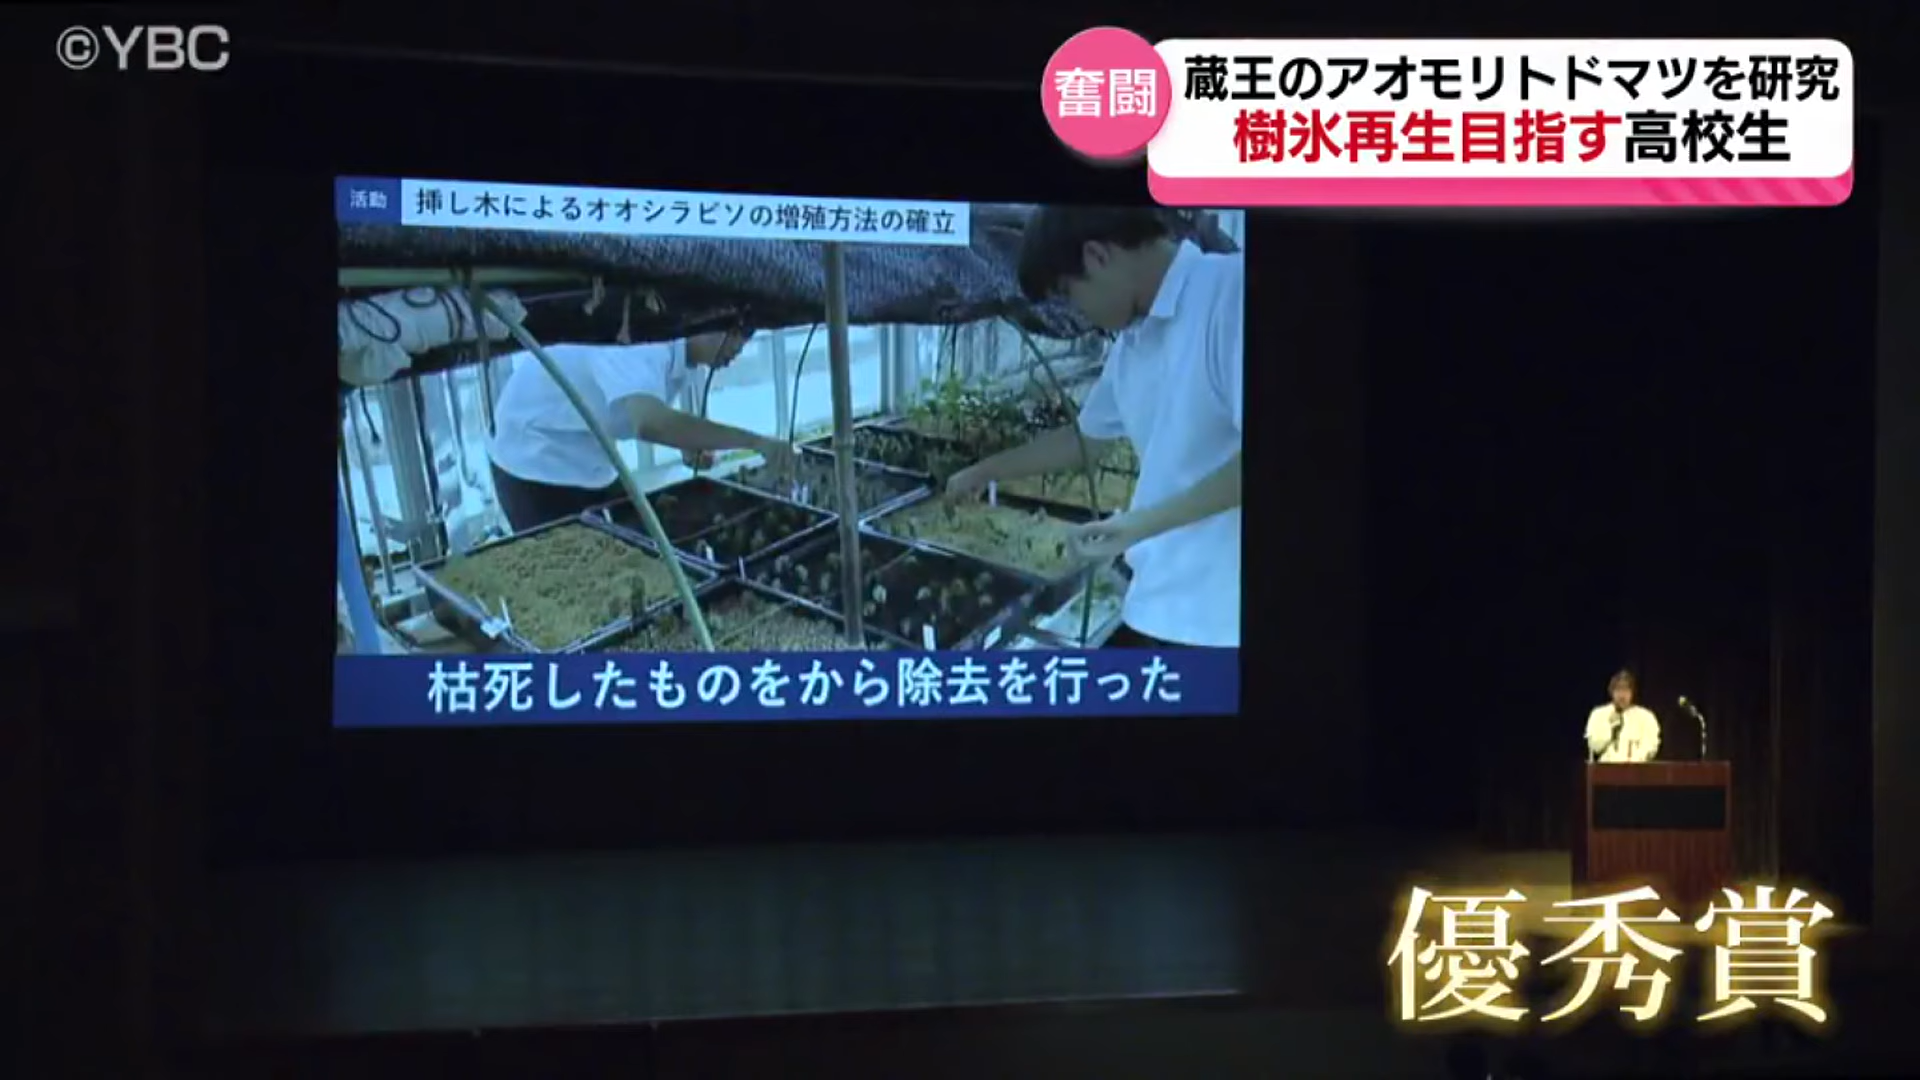 ©YBC
奮闘
蔵王のアオモリトドマツを研究
樹氷再生目指す高校生
活動
挿し木によるオオシラビソの増殖方法の確立
枯死したものをから除去を行った
優秀賞